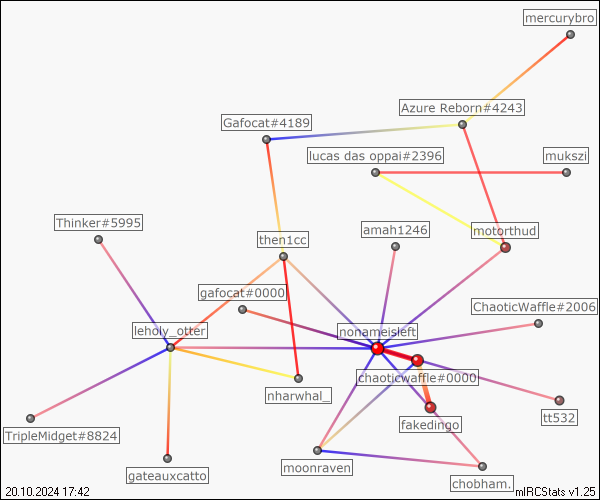 mercurybro
Azure Reborn#4243
Gafocat#4189
lucas das oppai#2396
mukszi
Thinker#5995
amah1246
motorthud
then1cc
gafocat#0000
ChaoticWaffle#2006
leholy_otter
nonameisleft
chaoticwaffle#0000
nharwhal_
tt532
fakedingo
TripleMidget#8824
gateauxcatto
moonraven
chobham.
20.10.2024 17:42
mIRCStats v1.25